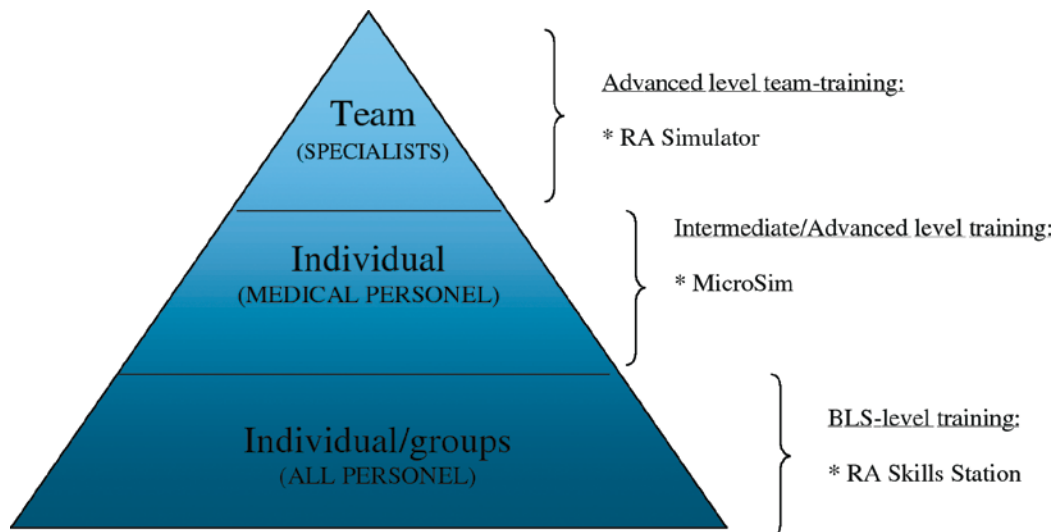 Team
(SPECIALISTS)
Advanced level team-training:
* RA Simulator
Individual
(MEDICAL PERSONEL)
Intermediate/Advanced level training:
* MicroSim
Individual/groups
(ALL PERSONEL)
BLS-level training:
* RA Skills Station